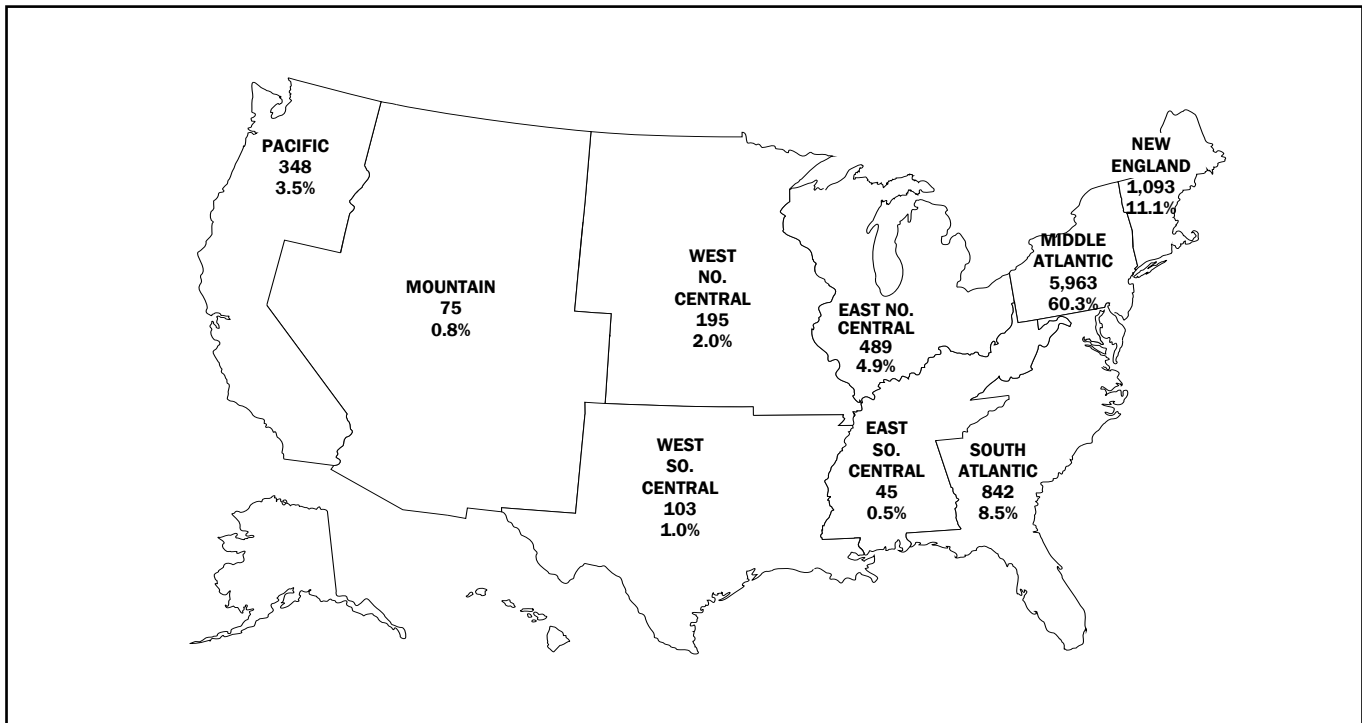 PACIFIC
348
3.5%
MOUNTAIN
75
0.8%
WEST
NO.
CENTRAL
195
2.0%
WEST
SO.
CENTRAL
103
1.0%
EAST NO.
CENTRAL
489
4.9%
EAST
SO.
CENTRAL
45
0.5%
SOUTH
ATLANTIC
842
8.5%
MIDDLE
ATLANTIC
5,963
60.3%
NEW
ENGLAND
1,093
11.1%